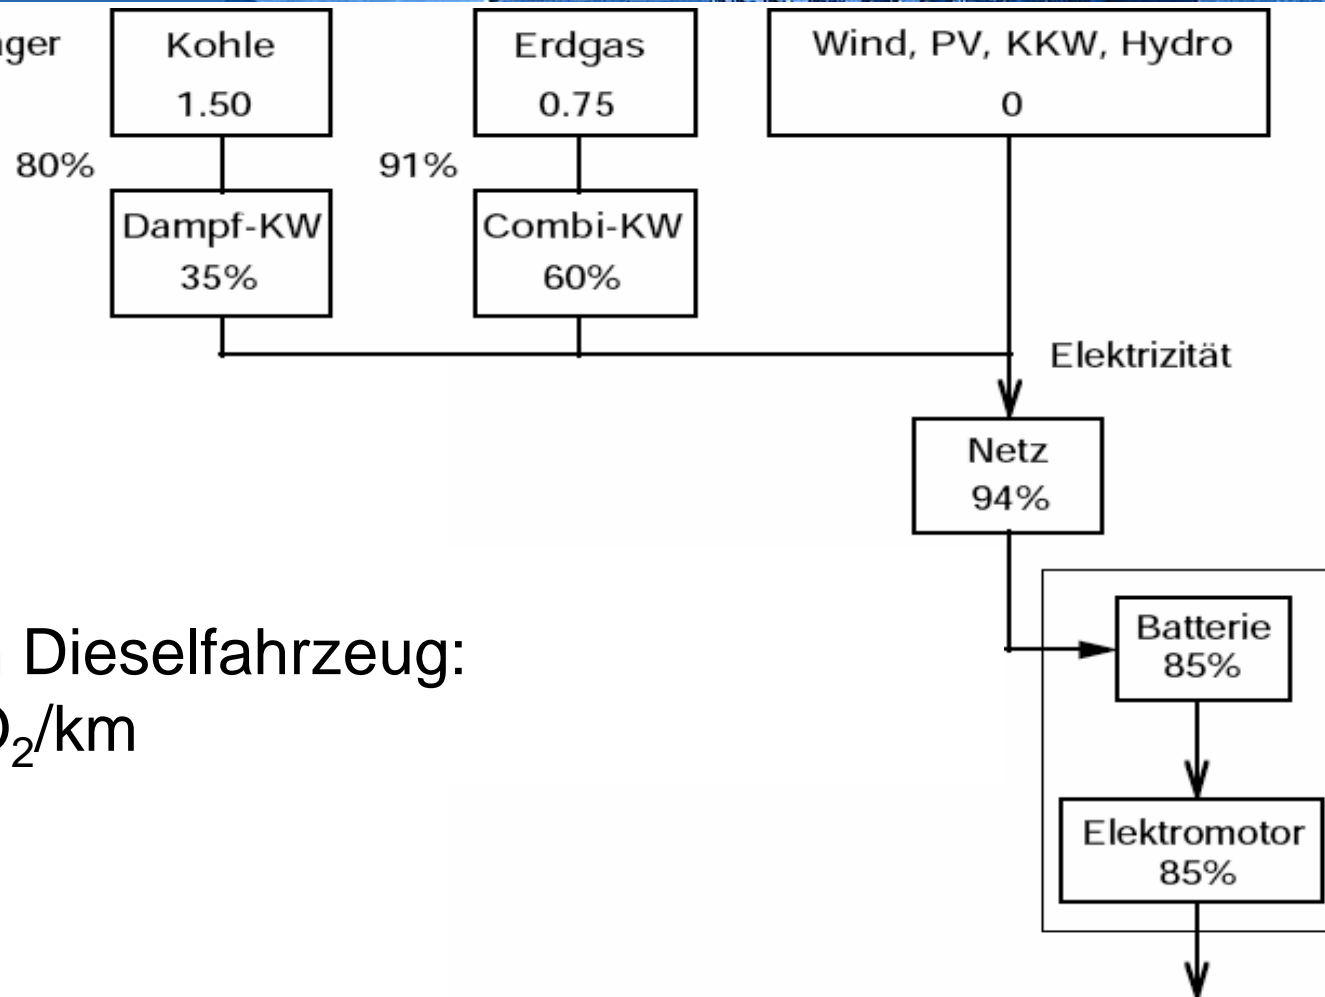 Kohle
1.50
Erdgas
0.75
Wind, PV, KKW, Hydro
0
80%
91%
Dampf-KW
35%
Combi-KW
60%
Elektrizität
Netz
94%
Dieselfahrzeug:
/km
Batterie
85%
Elektromotor
85%